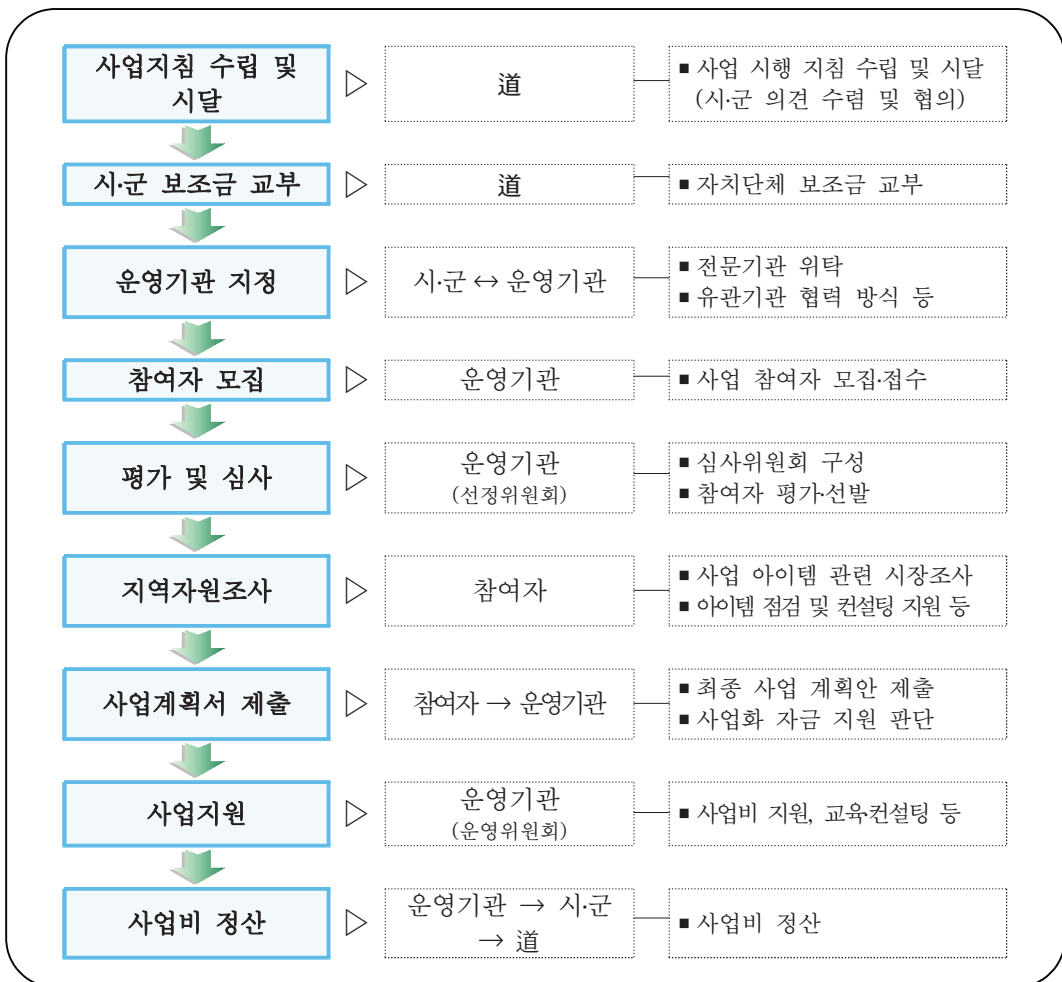 사업지침 수립 및
시달
▷
道
▪ 사업 시행 지침 수립 및 시달
(시·군 의견 수렴 및 협의)
시·군 보조금 교부
▷
道
▪ 자치단체 보조금 교부
운영기관 지정
▷
시·군 ↔ 운영기관
▪ 전문기관 위탁
▪ 유관기관 협력 방식 등
참여자 모집
▷
운영기관
▪ 사업 참여자 모집·접수
평가 및 심사
▷
운영기관
(선정위원회)
▪ 심사위원회 구성
▪ 참여자 평가·선발
지역자원조사
▷
참여자
▪ 사업 아이템 관련 시장조사
▪ 아이템 점검 및 컨설팅 지원 등
사업계획서 제출
▷
참여자 → 운영기관
▪ 최종 사업 계획안 제출
▪ 사업화 자금 지원 판단
사업지원
▷
운영기관
(운영위원회)
▪ 사업비 지원, 교육·컨설팅 등
사업비 정산
▷
운영기관 → 시·군
→ 道
▪ 사업비 정산